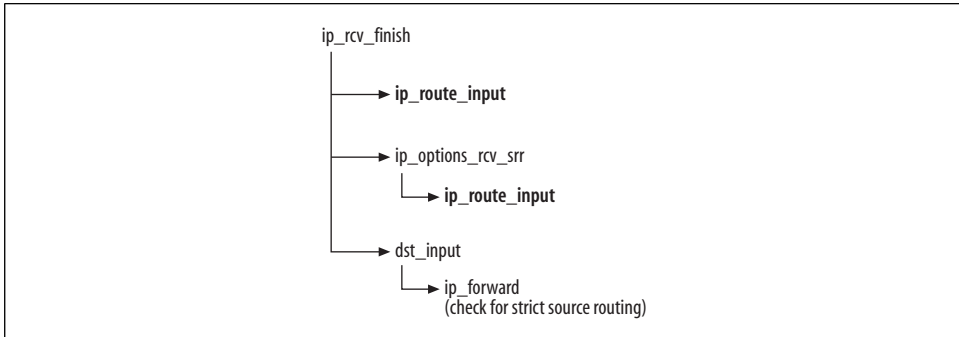 ip_rcv_finish
ip_route_input
ip_options_rcv_srr
ip_route_input
dst_input
ip_forward
(check for strict source routing)